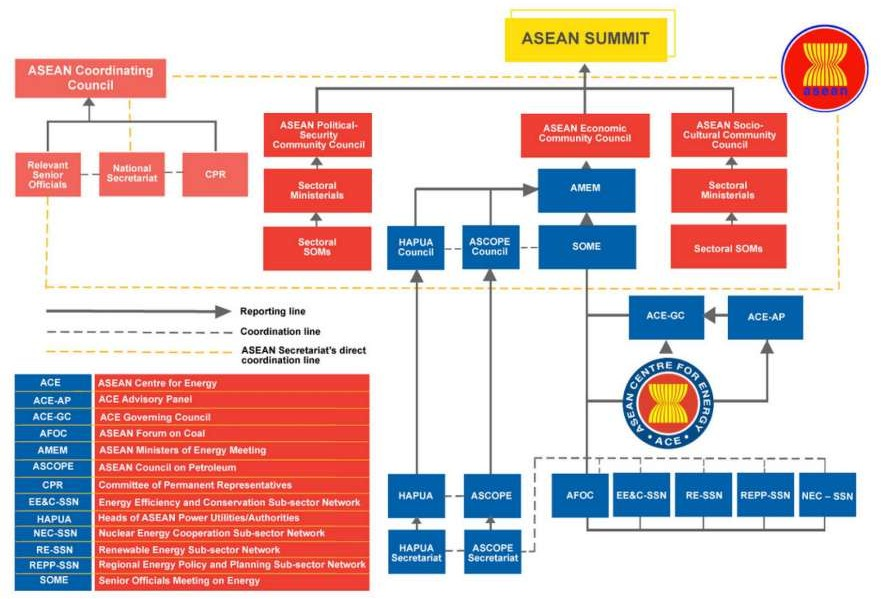 ASEAN SUMMIT
ASEAN Coordinating
Council
asean
Relevant
Senior
Officials
National
Secretariat
CPR
ASEAN Political-
Security
Community Council
Sectoral
Ministerials
Sectoral
SOMs
ASEAN Economic
Community Council
AMEM
SOME
HAPUA
Council
ASCOPE
Council
ASEAN Socio-
Cultural Community
Council
Sectoral
Ministerials
Sectoral SOMs
Reporting line
Coordination line
ASEAN Secretariat's direct
coordination line
ACE-GC
ACE-AP
ASEAN CENTRE FOR ENERGY
• ACE •
ACE ASEAN Centre for Energy
ACE-AP ACE Advisory Panel
ACE-GC ACE Governing Council
AFOC ASEAN Forum on Coal
AMEM ASEAN Ministers of Energy Meeting
ASCOPE ASEAN Council on Petroleum
CPR Committee of Permanent Representatives
EE&C-SSN Energy Efficiency and Conservation Sub-sector Network
HAPUA Heads of ASEAN Power Utilities/Authorities
NEC-SSN Nuclear Energy Cooperation Sub-sector Network
RE-SSN Renewable Energy Sub-sector Network
REPP-SSN Regional Energy Policy and Planning Sub-sector Network
SOME Senior Officials Meeting on Energy
HAPUA
ASCOPE
HAPUA
Secretariat
ASCOPE
Secretariat
AFOC
EE&C-SSN
RE-SSN
REPP-SSN
NEC – SSN